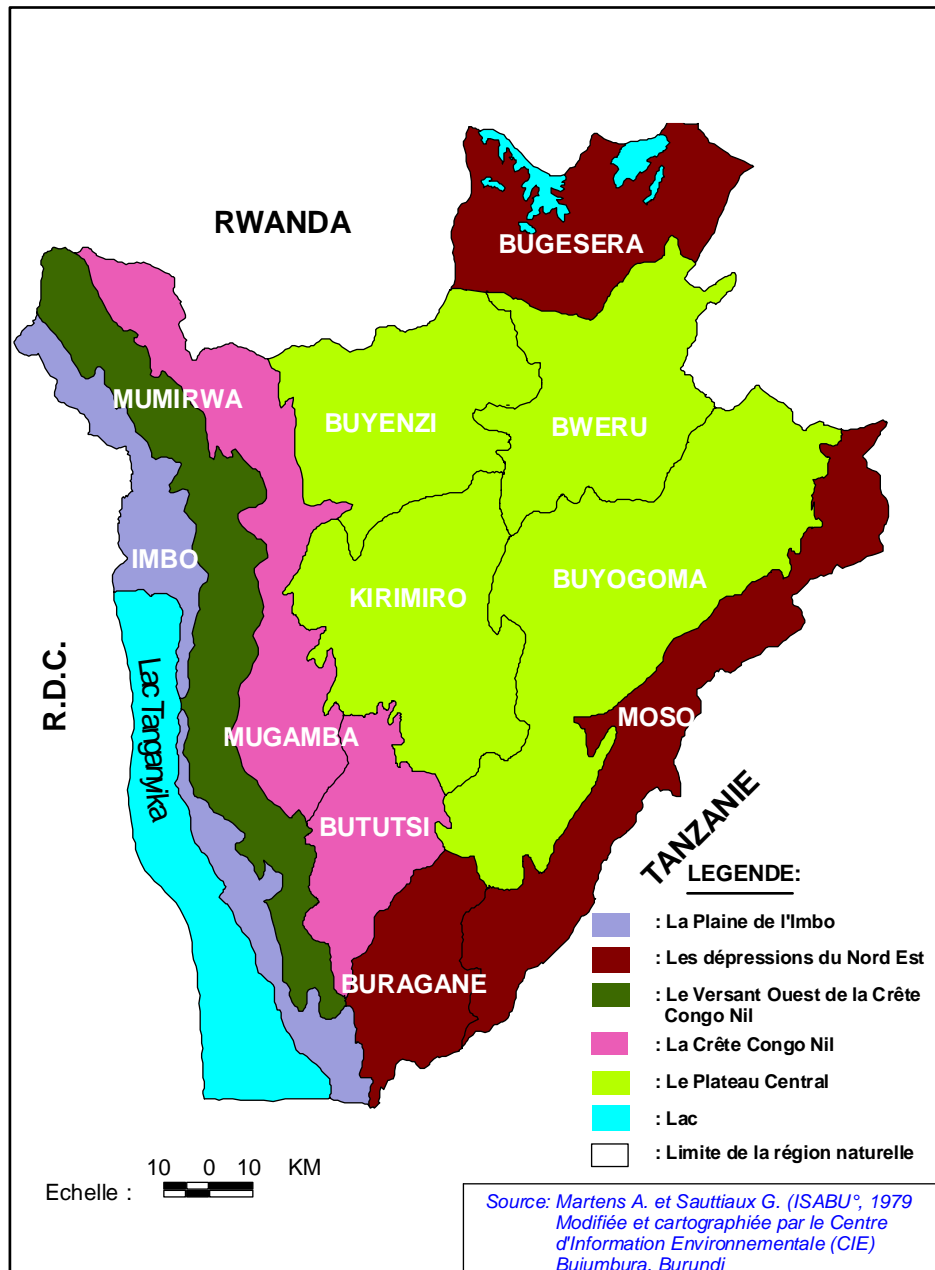 RWANDA
BUGESERA
MUMIRWA
BUYENZI
BWERU
IMBO
KIRIMIRO
BUYOGOMA
R.D.C.
Lac Tanganyika
MUGAMBA
MOSO
BUTUTSI
TANZANIE
BURAGANE
LEGENDE:
: La Plaine de l'Imbo
: Les dépressions du Nord Est
: Le Versant Ouest de la Crête
Congo Nil
: La Crête Congo Nil
: Le Plateau Central
: Lac
: Limite de la région naturelle
10 0 10 KM
Echelle :
Source: Martens A. et Sauttiaux G. (ISABU°, 1979
Modifiée et cartographiée par le Centre
d'Information Environnementale (CIE)
Bujumbura, Burundi